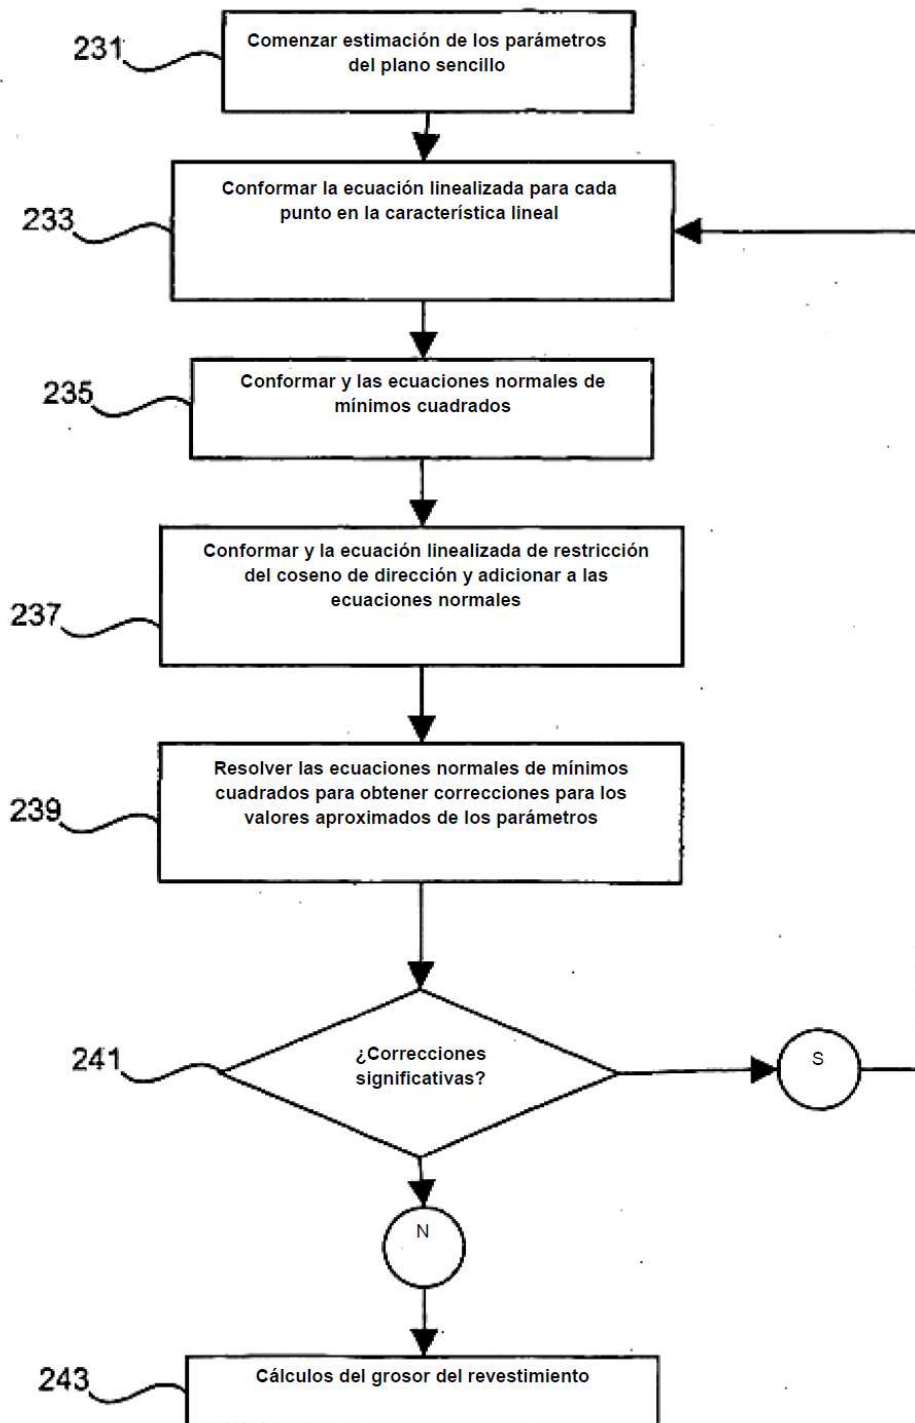 231
Comenzar estimación de los parámetros
del plano sencillo
233
Conformar la ecuación linealizada para cada
punto en la característica lineal
235
Conformar y las ecuaciones normales de
mínimos cuadrados
237
Conformar y la ecuación linealizada de restricción
del coseno de dirección y adicionar a las
ecuaciones normales
239
Resolver las ecuaciones normales de mínimos
cuadrados para obtener correcciones para los
valores aproximados de los parámetros
241
¿Correcciones
significativas?
S
N
243
Cálculos del grosor del revestimiento